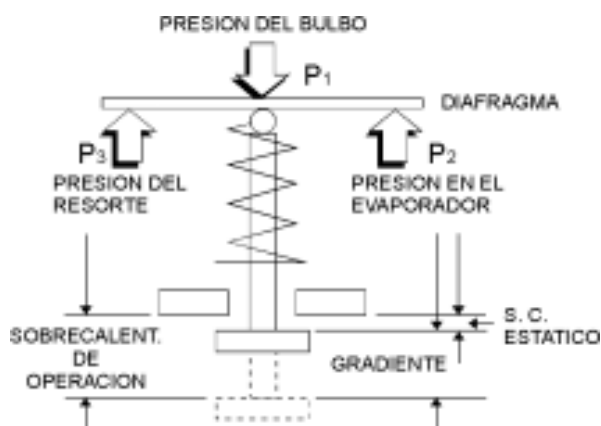 PRESION DEL BULBO
P1
DIAFRAGMA
P3
P2
PRESION DEL
RESORTE
PRESION EN EL
EVAPORADOR
S. C.
ESTATICO
SOBRECALENT.
DE
OPERACION
GRADIENTE